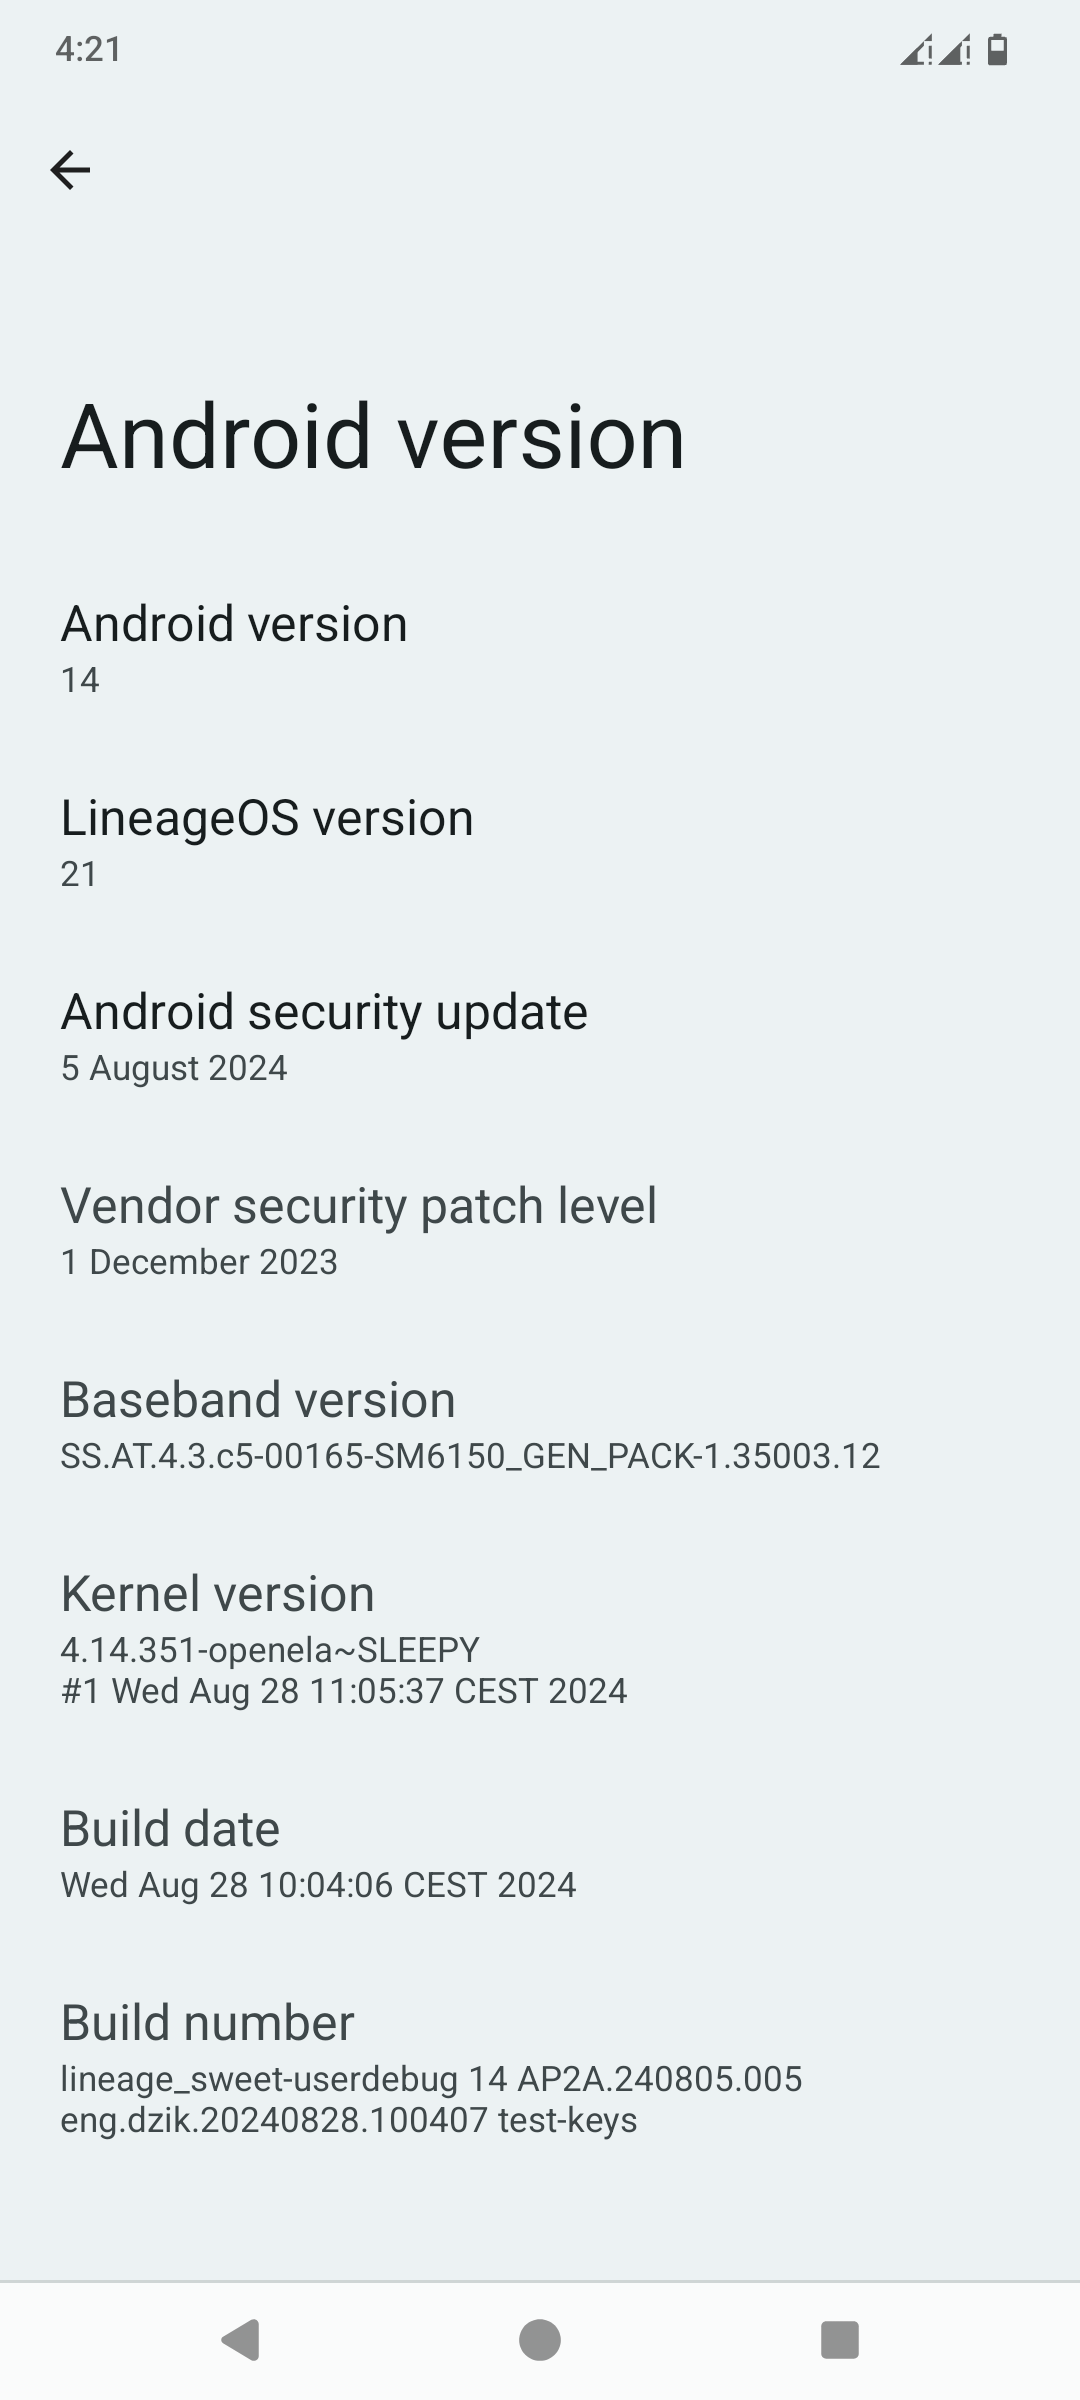 4:21
Android version
Android version
14
LineageOS version
21
Android security update
5 August 2024
Vendor security patch level
1 December 2023
Baseband version
SS.AT.4.3.c5-00165-SM6150_GEN_PACK-1.35003.12
Kernel version
4.14.351-openela~SLEEPY
#1 Wed Aug 28 11:05:37 CEST 2024
Build date
Wed Aug 28 10:04:06 CEST 2024
Build number
lineage_sweet-userdebug 14 AP2A.240805.005
eng.dzik.20240828.100407 test-keys